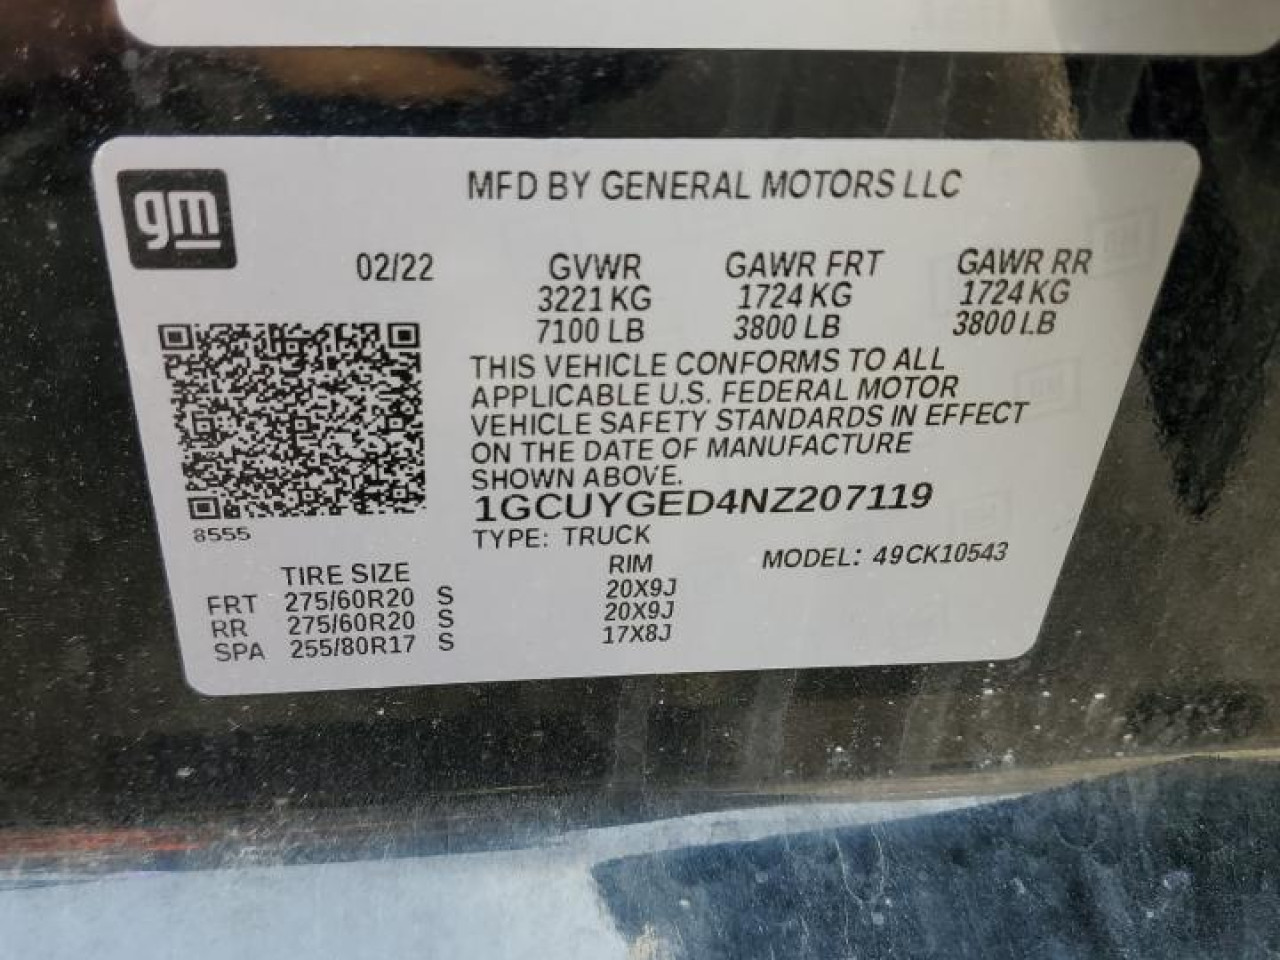 MFD BY GENERAL MOTORS LLC
gm
02/22 GVWR GAWR FRT GAWR RR
3221 KG 1724 KG 1724 KG
7100 LB 3800 LB 3800 LB
THIS VEHICLE CONFORMS TO ALL
APPLICABLE U.S. FEDERAL MOTOR
VEHICLE SAFETY STANDARDS IN EFFECT
ON THE DATE OF MANUFACTURE
SHOWN ABOVE.
1GCUYGED4NZ207119
8555
TYPE: TRUCK
MODEL: 49CK10543
TIRE SIZE RIM
FRT 275/60R20 S 20X9J
RR 275/60R20 S 20X9J
SPA 255/80R17 S 17X8J